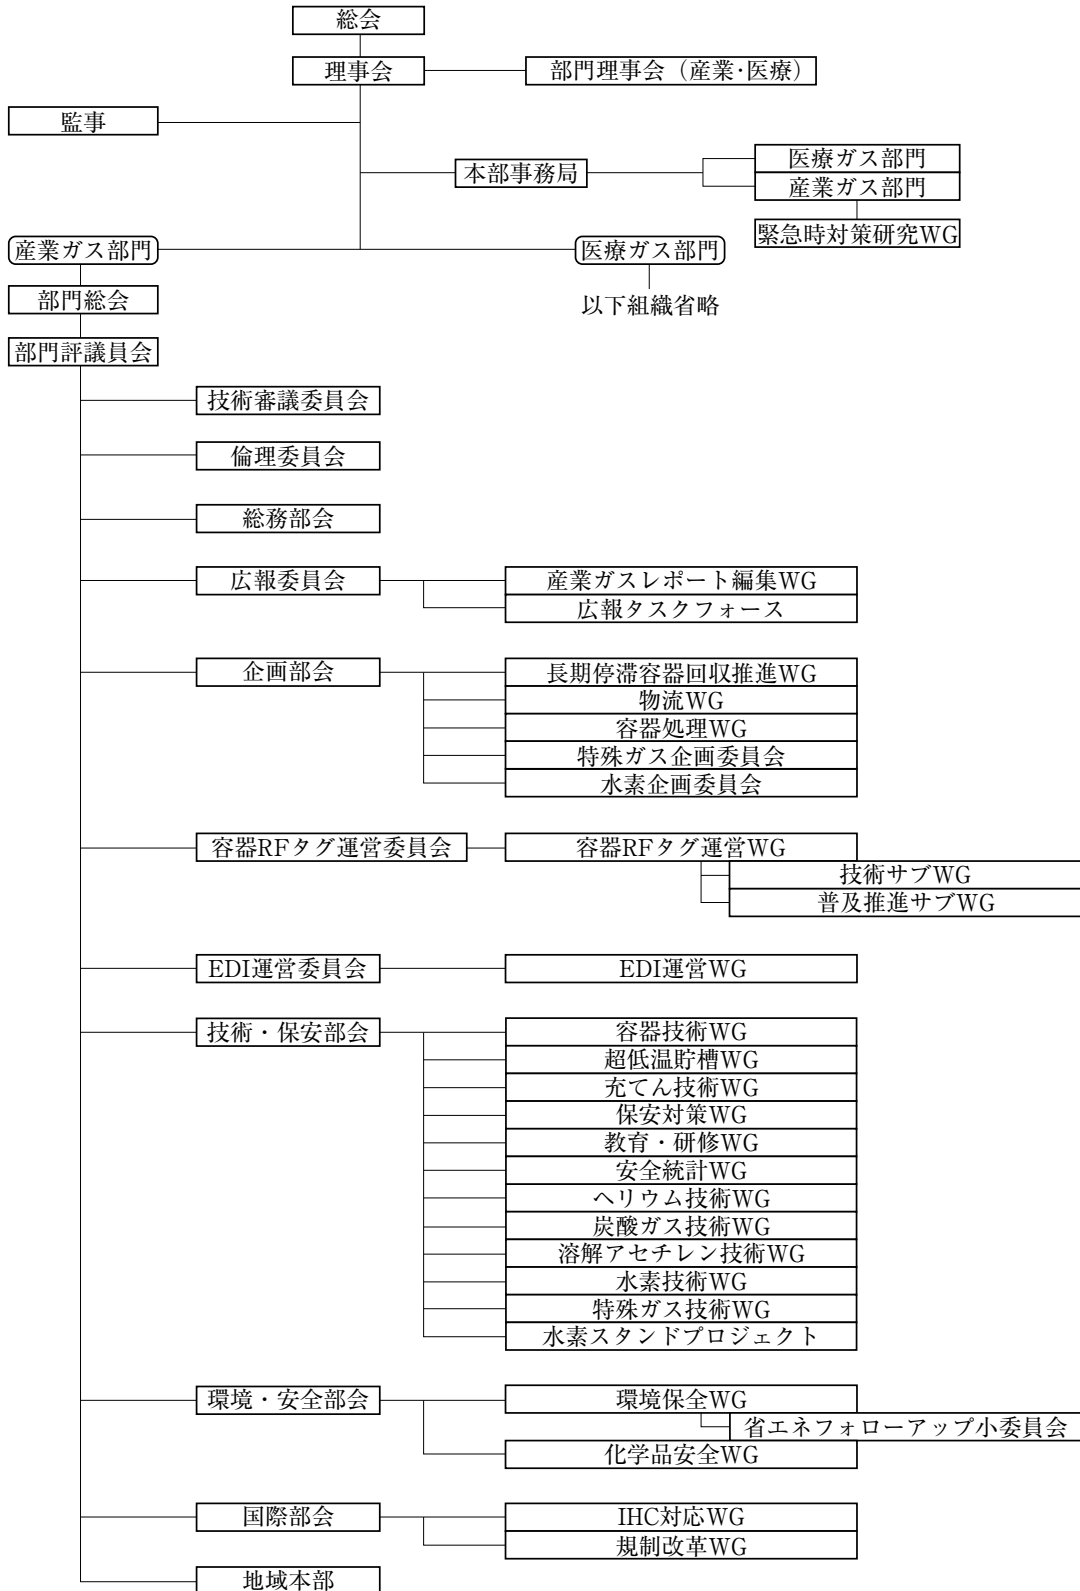 総会
理事会
部門理事会（産業･医療）
監事
本部事務局
医療ガス部門
産業ガス部門
緊急時対策研究WG
産業ガス部門
医療ガス部門
部門総会
以下組織省略
部門評議員会
技術審議委員会
倫理委員会
総務部会
広報委員会
産業ガスレポート編集WG
広報タスクフォース
企画部会
長期停滞容器回収推進WG
物流WG
容器処理WG
特殊ガス企画委員会
水素企画委員会
容器RFタグ運営委員会
容器RFタグ運営WG
技術サブWG
普及推進サブWG
EDI運営委員会
EDI運営WG
技術・保安部会
容器技術WG
超低温貯槽WG
充てん技術WG
保安対策WG
教育・研修WG
安全統計WG
ヘリウム技術WG
炭酸ガス技術WG
溶解アセチレン技術WG
水素技術WG
特殊ガス技術WG
水素スタンドプロジェクト
環境・安全部会
環境保全WG
省エネフォローアップ小委員会
化学品安全WG
国際部会
IHC対応WG
規制改革WG
地域本部